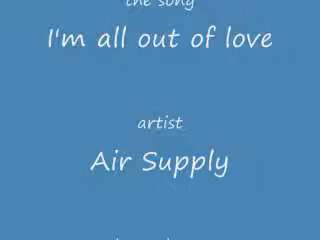 the song
I'm all out of love
artist
Air Supply